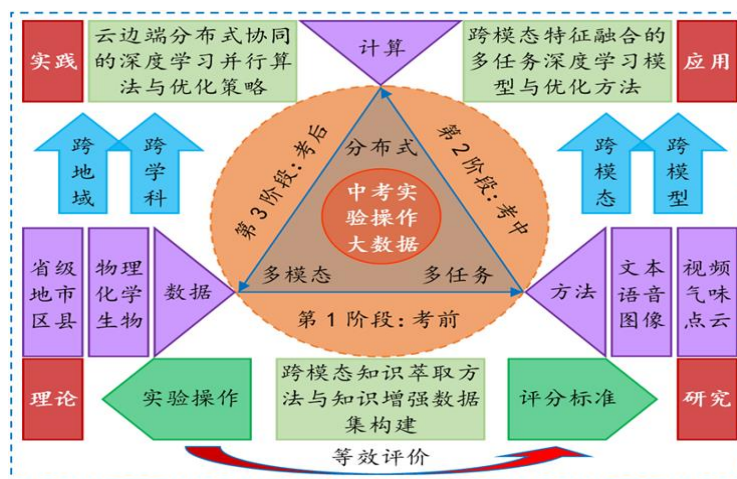 实践
云边端分布式协同
的深度学习并行算
法与优化策略
计算
跨模态特征融合的
多任务深度学习模
型与优化方法
应用
跨
地
域
跨
学
科
第3阶段:考后
分布式
第2阶段:考中
中考实
验操作
大数据
跨
模
态
跨
模
型
省级
地市
区县
物理
化学
生物
数据
多模态
多任务
方法
文本
语音
图像
视频
气味
点云
第1阶段:考前
理论
实验操作
跨模态知识萃取方
法与知识增强数据
集构建
评分标准
研究
等效评价